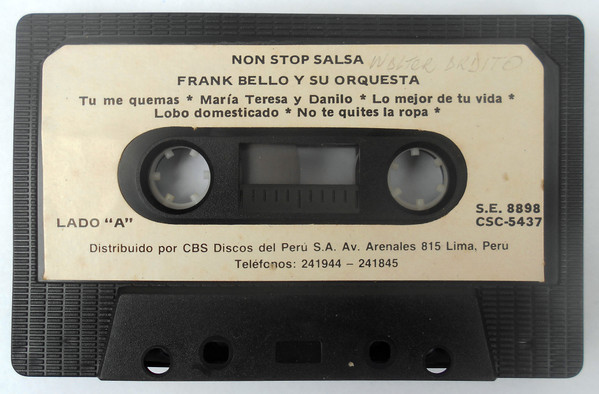 NON STOP SALSA
FRANK BELLO Y SU ORQUESTA
Tu me quemas * María Teresa y Danilo * Lo mejor de tu vida *
Lobo domesticado * No te quites la ropa *
LADO "A"
S.E. 8898
CSC-5437
Distribuido por CBS Discos del Perú S.A. Av. Arenales 815 Lima, Perú
Teléfonos: 241944 – 241845